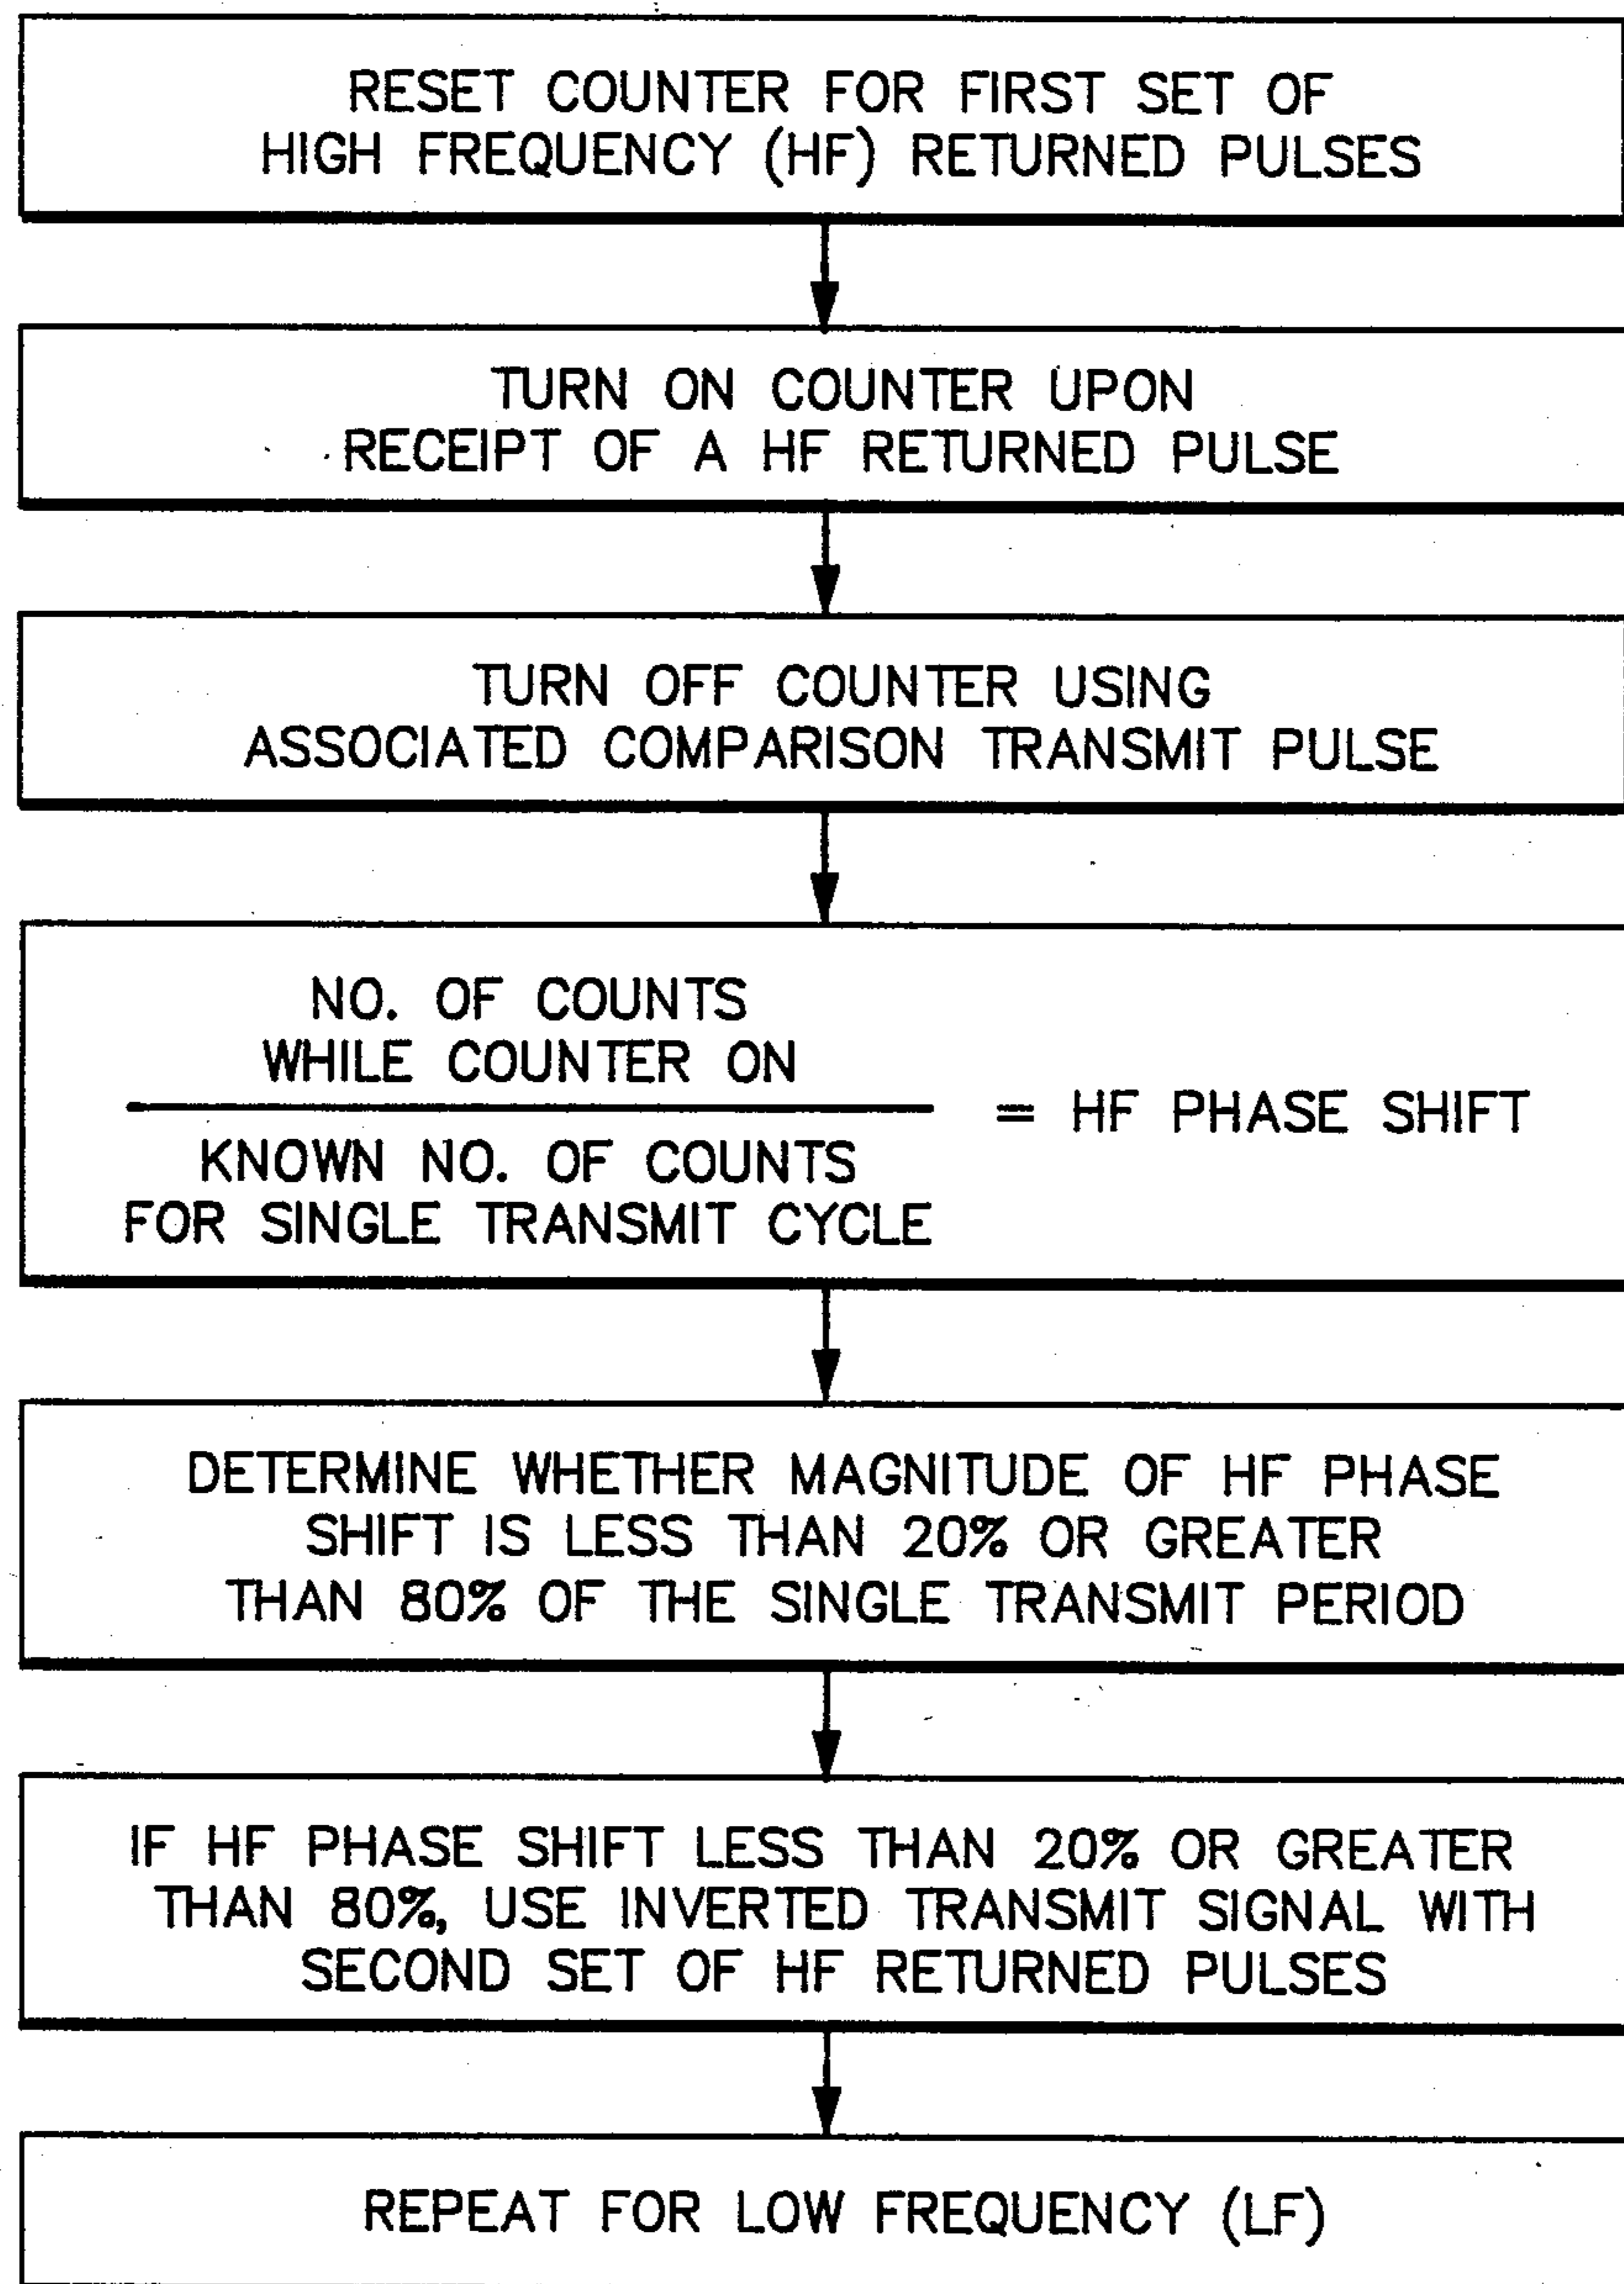 RESET COUNTER FOR FIRST SET OF
HIGH FREQUENCY (HF) RETURNED PULSES
TURN ON COUNTER UPON
RECEIPT OF A HF RETURNED PULSE
TURN OFF COUNTER USING
ASSOCIATED COMPARISON TRANSMIT PULSE
NO. OF COUNTS
WHILE COUNTER ON
= HF PHASE SHIFT
KNOWN NO. OF COUNTS
FOR SINGLE TRANSMIT CYCLE
DETERMINE WHETHER MAGNITUDE OF HF PHASE
SHIFT IS LESS THAN 20% OR GREATER
THAN 80% OF THE SINGLE TRANSMIT PERIOD
IF HF PHASE SHIFT LESS THAN 20% OR GREATER
THAN 80%, USE INVERTED TRANSMIT SIGNAL WITH
SECOND SET OF HF RETURNED PULSES
REPEAT FOR LOW FREQUENCY (LF)